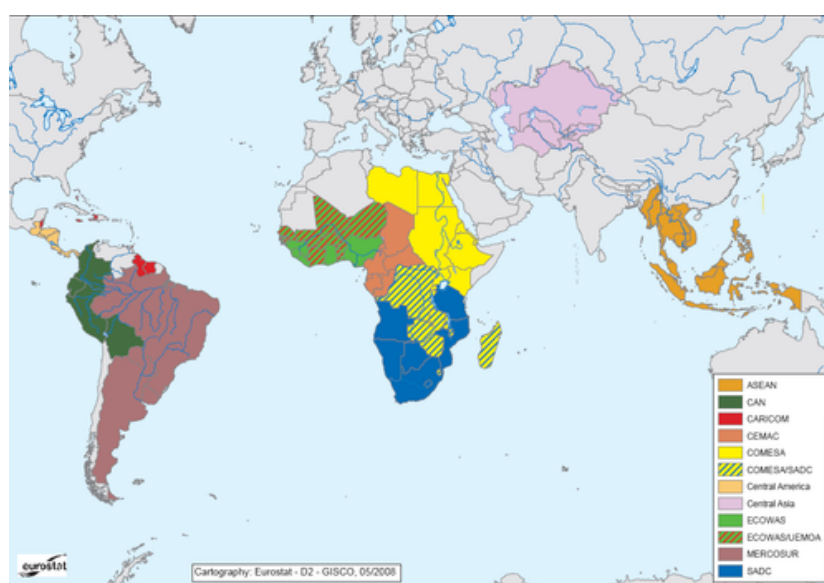 ASEAN
CAN
CARICOM
CEMAC
COMESA
COMESA/SADC
Central America
Central Asia
ECOWAS
ECOWAS/UEMOA
MERCOSUR
SADC
eurostat
Cartography: Eurostat - D2 - GISCO, 05/2008